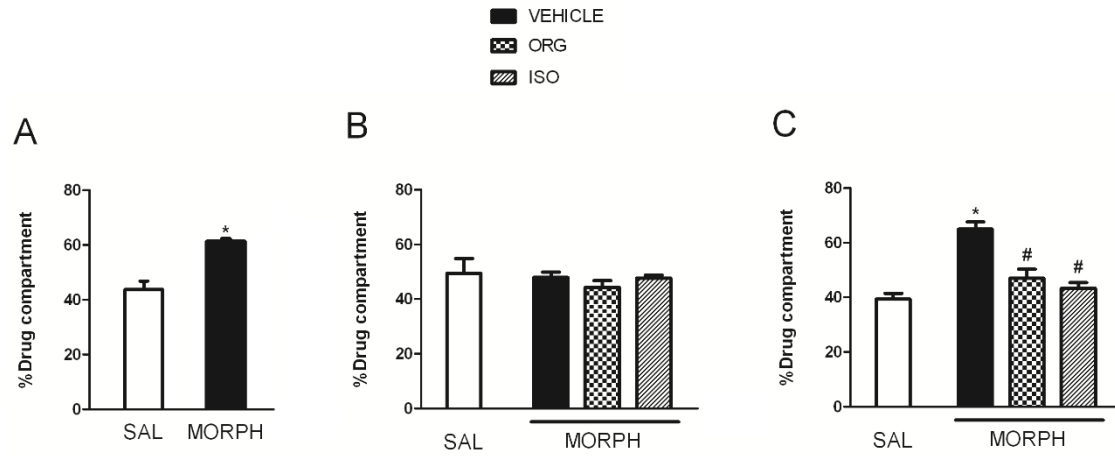 VEHICLE
ORG
ISO
A
%Drug compartment
80
60
40
20
0
*
SAL MORPH
B
%Drug compartment
80
60
40
20
0
SAL
MORPH
C
%Drug compartment
80
60
40
20
0
*
#
#
SAL
MORPH